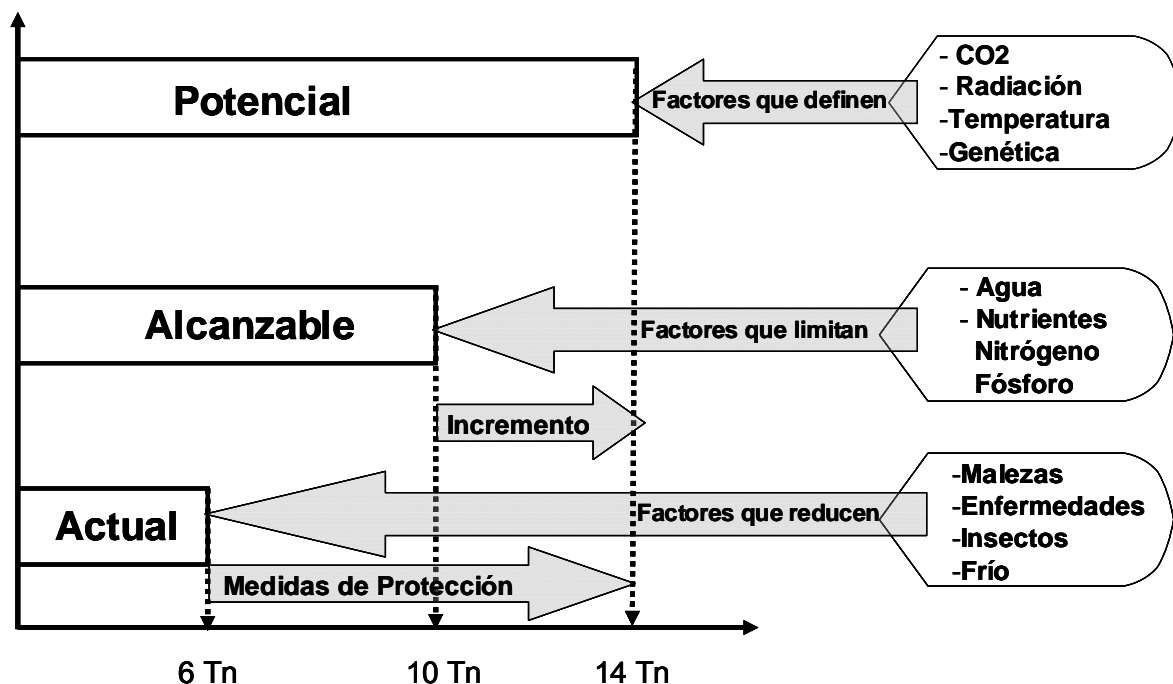 Potencial
Factores que definen
- CO2
- Radiación
-Temperatura
-Genética
Alcanzable
Factores que limitan
- Agua
- Nutrientes
Nitrógeno
Fósforo
Incremento
Actual
Factores que reducen
-Malezas
-Enfermedades
-Insectos
-Frío
Medidas de Protección
6 Tn
10 Tn
14 Tn